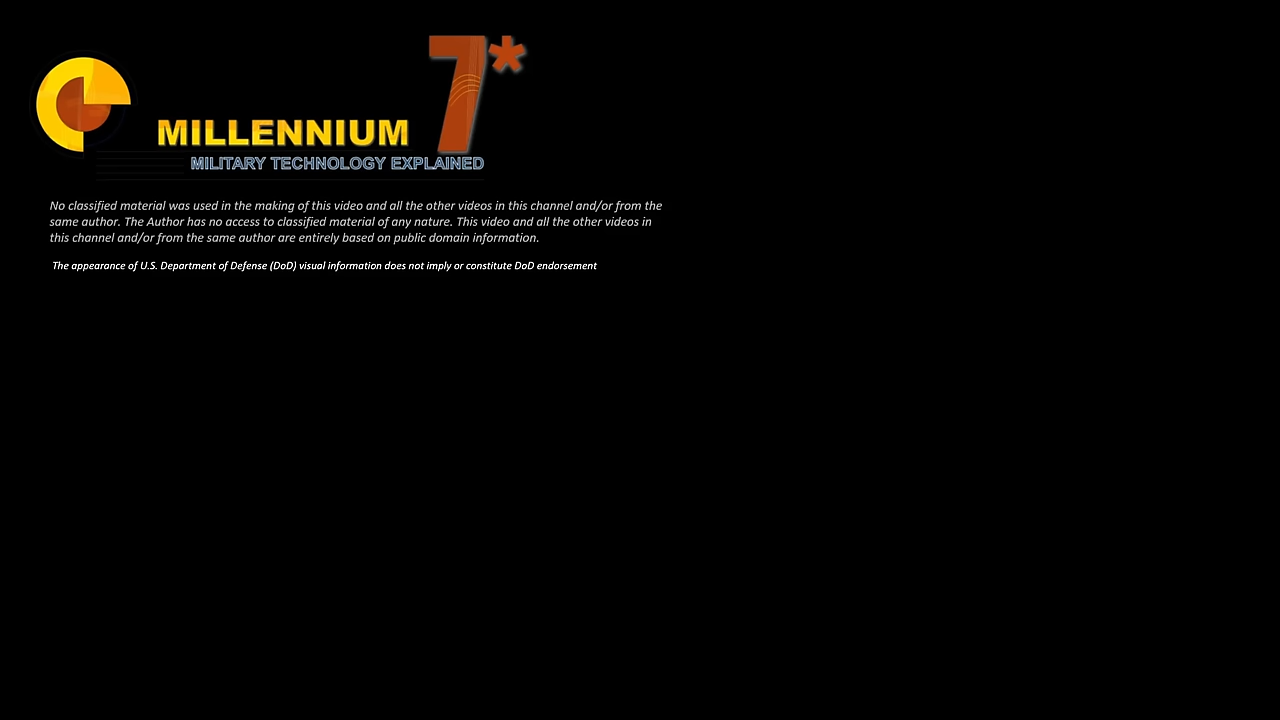 7*
MILLENNIUM
MILITARY TECHNOLOGY EXPLAINED
No classified material was used in the making of this video and all the other videos in this channel and/or from the
same author. The Author has no access to classified material of any nature. This video and all the other videos in
this channel and/or from the same author are entirely based on public domain information.
The appearance of U.S. Department of Defense (DoD) visual information does not imply or constitute DoD endorsement